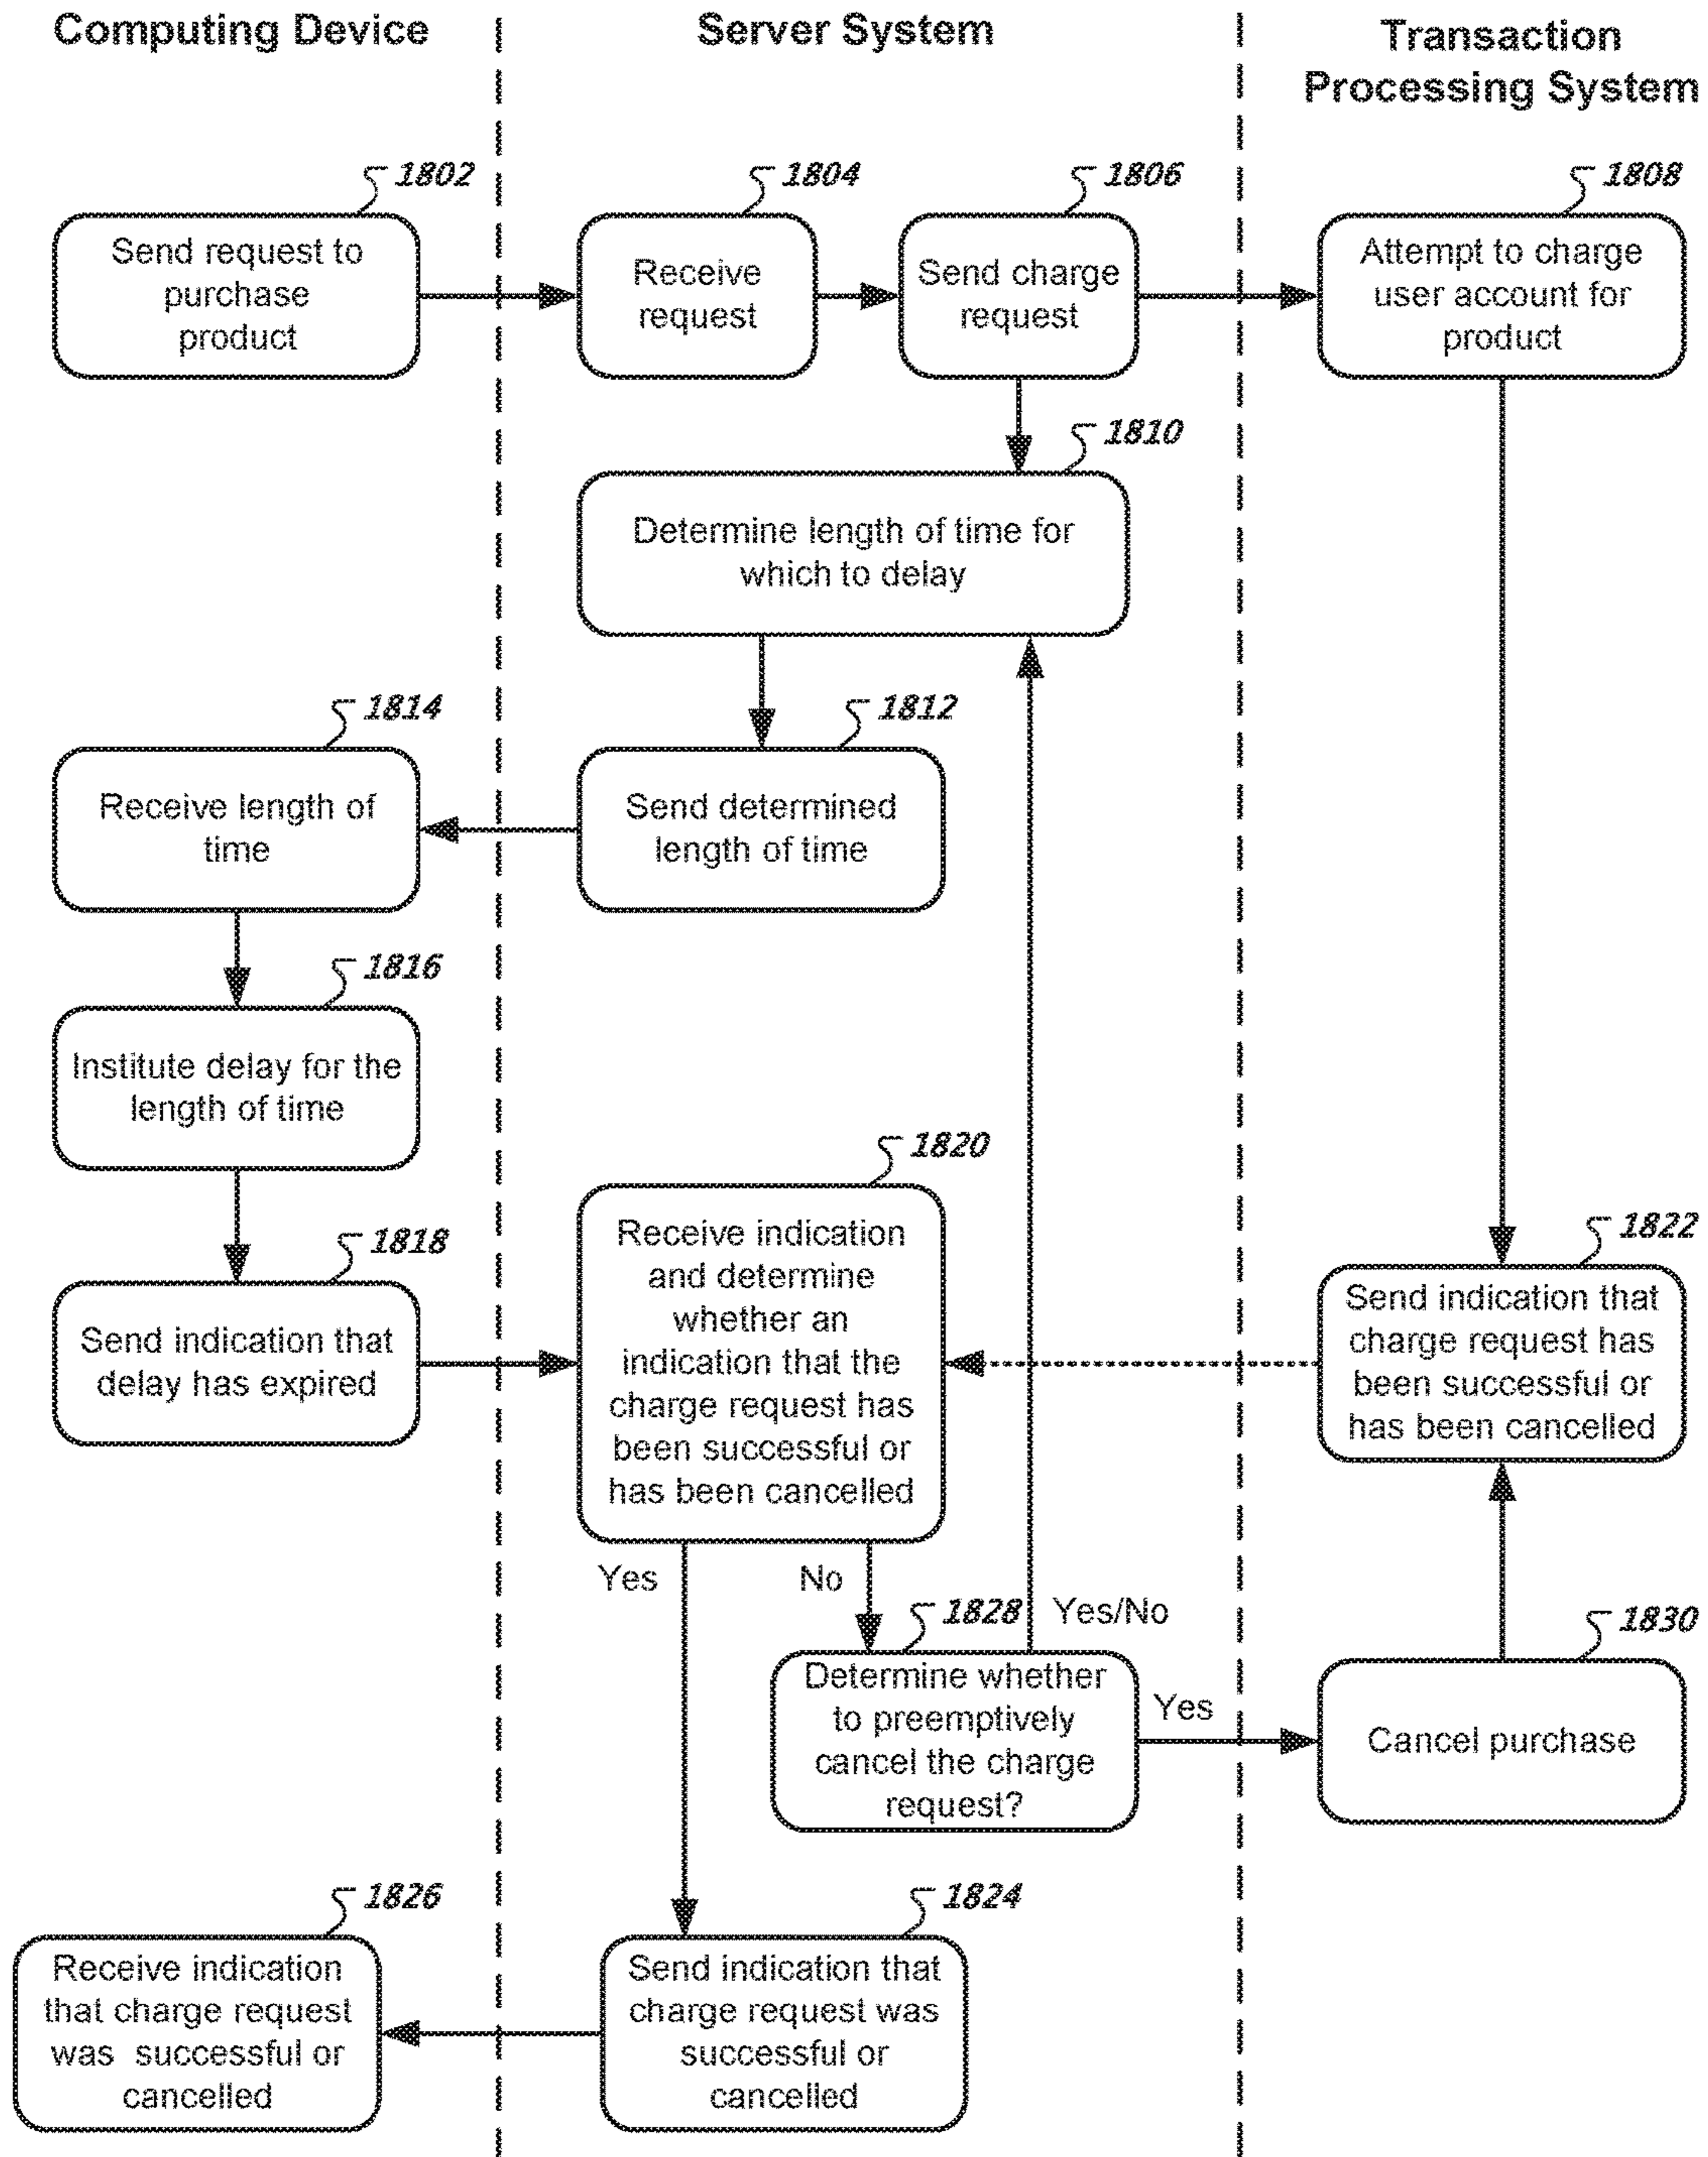 Computing Device
Server System
Transaction
Processing System
1802
Send request to
purchase
product
1804
Receive
request
1806
Send charge
request
1808
Attempt to charge
user account for
product
1810
Determine length of time for
which to delay
1812
Send determined
length of time
1814
Receive length of
time
1816
Institute delay for the
length of time
1818
Send indication that
delay has expired
1820
Receive indication
and determine
whether an
indication that the
charge request has
been successful or
has been cancelled
1822
Send indication that
charge request has
been successful or
has been cancelled
Yes
No
1828
Yes/No
Determine whether
to preemptively
cancel the charge
request?
Yes
1830
Cancel purchase
1824
Send indication that
charge request was
successful or
cancelled
1826
Receive indication
that charge request
was successful or
cancelled